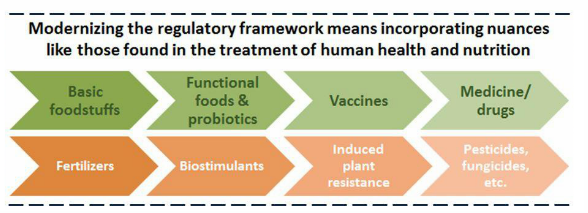 Modernizing the regulatory framework means incorporating nuances
like those found in the treatment of human health and nutrition
Basic
foodstuffs
Functional
foods &
probiotics
Vaccines
Medicine/
drugs
Fertilizers
Biostimulants
Induced
plant
resistance
Pesticides,
fungicides,
etc.